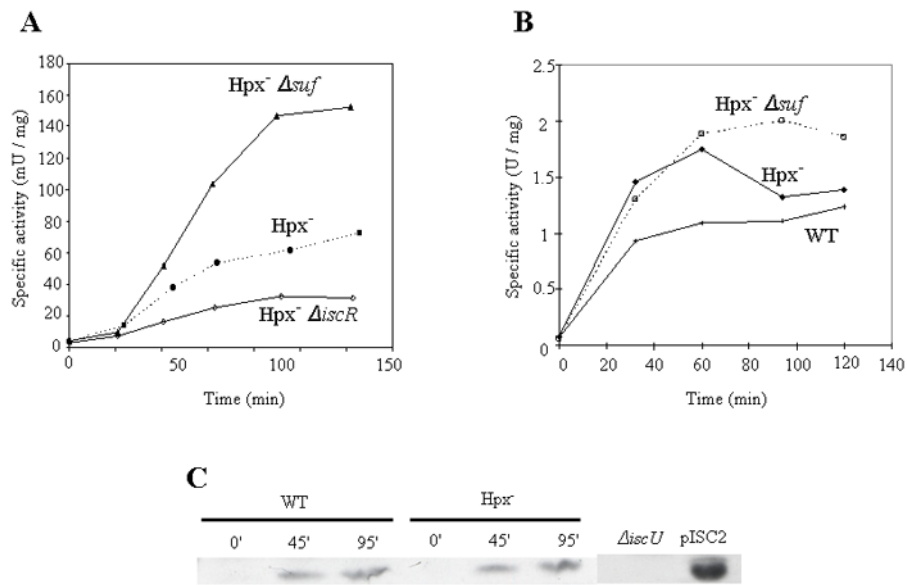 A
Specific activity (mU / mg)
180
160
140
120
100
80
60
40
20
0
0
50
100
150
Time (min)
Hpx⁻ Δsuf
Hpx⁻
Hpx⁻ ΔiscR
B
Specific activity (U / mg)
2.5
2
1.5
1
0.5
0
0
20
40
60
80
100
120
140
Time (min)
Hpx⁻ Δsuf
Hpx⁻
WT
C
WT
Hpx⁻
0'
45'
95'
0'
45'
95'
ΔiscU
pISC2